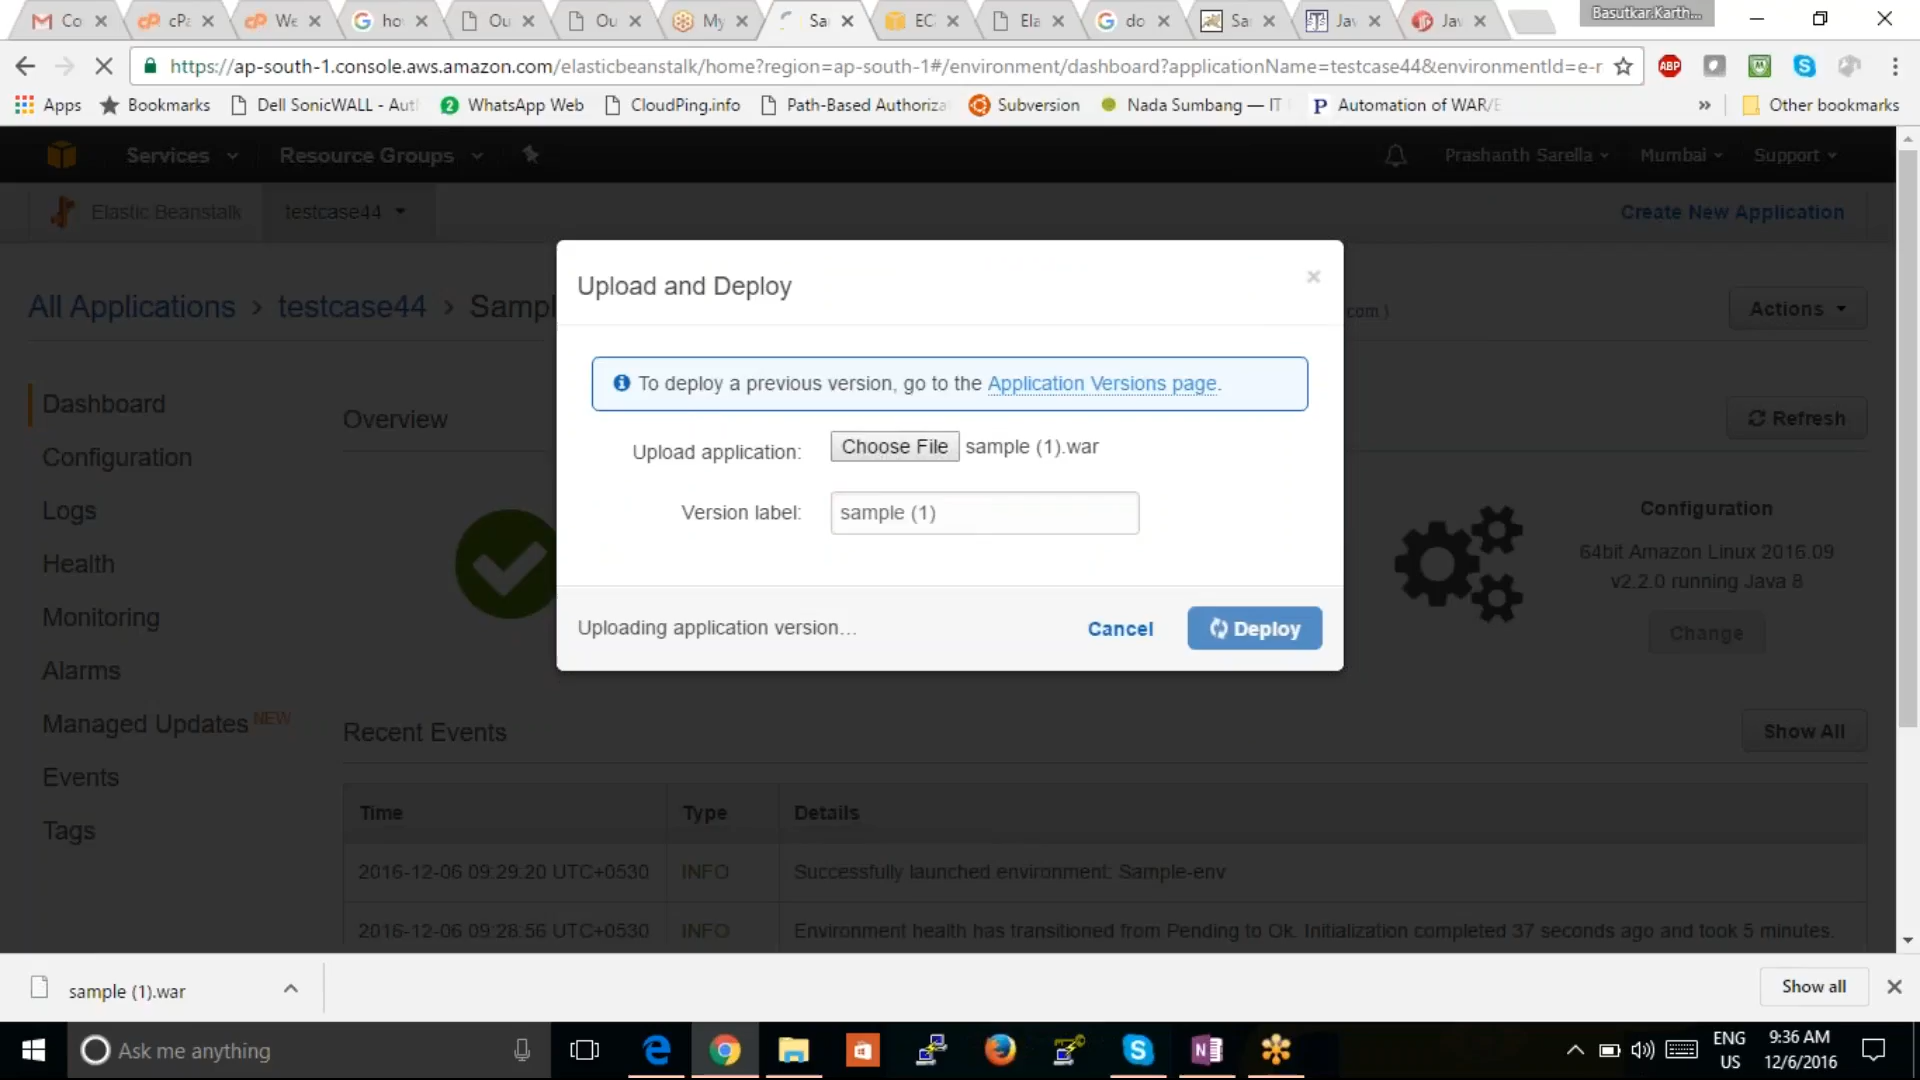 Co
cPa
We
ho
Ou
Ou
My
Sa
EC
Ela
do
Sa
Jav
Jav
Basutkar.Karth...
https://ap-south-1.console.aws.amazon.com/elasticbeanstalk/home?region=ap-south-1#/environment/dashboard?applicationName=testcase44&environmentId=e-r
ABP
Apps
Bookmarks
Dell SonicWALL - Aut
WhatsApp Web
CloudPing.info
Path-Based Authoriza
Subversion
Nada Sumbang — IT
Automation of WAR/E
»
Other bookmarks
Services
Resource Groups
Prashanth Sarella
Mumbai
Support
Elastic Beanstalk
testcase44
Create New Application
All Applications > testcase44 > Sampl
com )
Actions
Upload and Deploy
×
To deploy a previous version, go to the Application Versions page.
Upload application: Choose File sample (1).war
Version label: sample (1)
Uploading application version...
Cancel
Deploy
Dashboard
Configuration
Logs
Health
Monitoring
Alarms
Managed Updates NEW
Events
Tags
Overview
Refresh
Configuration
64bit Amazon Linux 2016.09
v2.2.0 running Java 8
Change
Recent Events
Show All
Time Type Details
2016-12-06 09:29:20 UTC+0530 INFO Successfully launched environment: Sample-env
2016-12-06 09:28:56 UTC+0530 INFO Environment health has transitioned from Pending to Ok. Initialization completed 37 seconds ago and took 5 minutes.
sample (1).war
Show all
Ask me anything
ENG
US
9:36 AM
12/6/2016